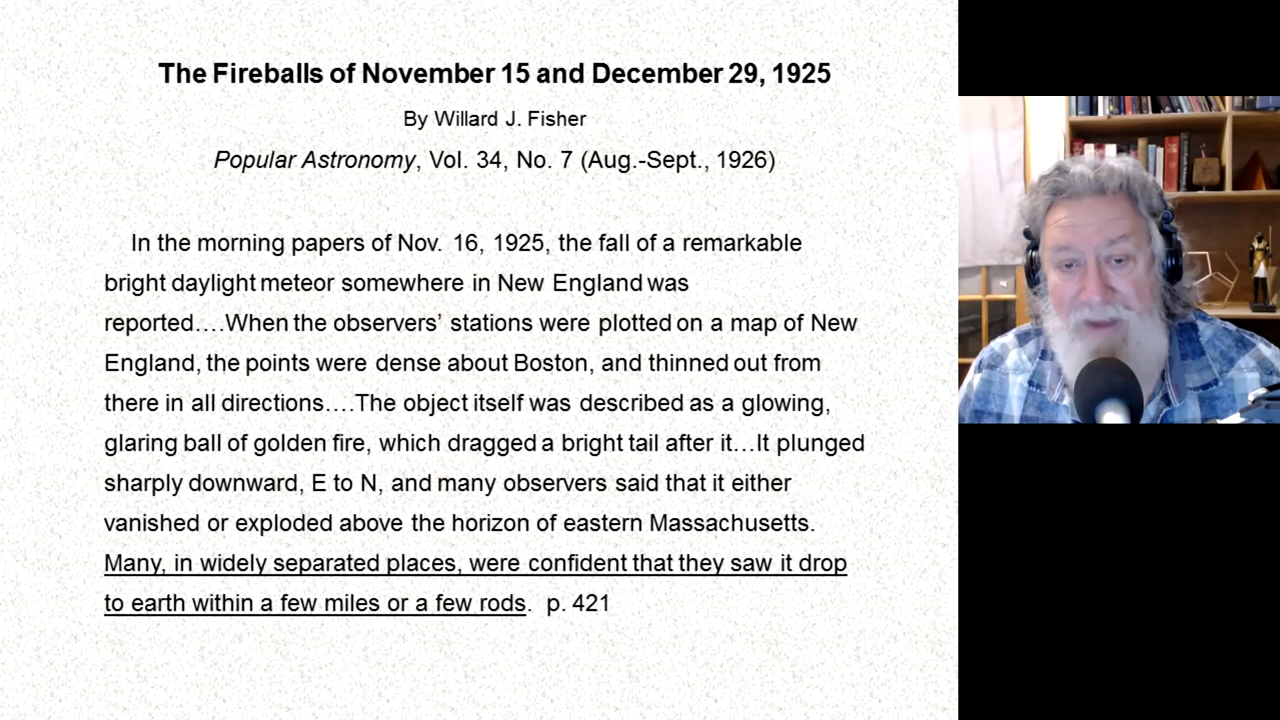 The Fireballs of November 15 and December 29, 1925
By Willard J. Fisher
Popular Astronomy, Vol. 34, No. 7 (Aug.-Sept., 1926)
In the morning papers of Nov. 16, 1925, the fall of a remarkable
bright daylight meteor somewhere in New England was
reported….When the observers’ stations were plotted on a map of New
England, the points were dense about Boston, and thinned out from
there in all directions….The object itself was described as a glowing,
glaring ball of golden fire, which dragged a bright tail after it…It plunged
sharply downward, E to N, and many observers said that it either
vanished or exploded above the horizon of eastern Massachusetts.
Many, in widely separated places, were confident that they saw it drop
to earth within a few miles or a few rods. p. 421